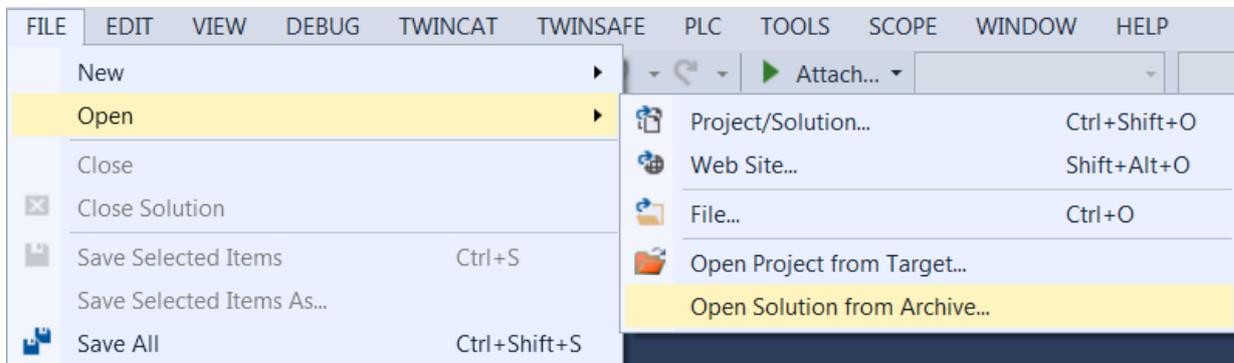 FILE EDIT VIEW DEBUG TWINCAT TWINSAFE PLC TOOLS SCOPE WINDOW HELP
Attach...
New
Open
Close
Close Solution
Save Selected Items Ctrl+S
Save Selected Items As...
Save All Ctrl+Shift+S
Project/Solution... Ctrl+Shift+O
Web Site... Shift+Alt+O
File... Ctrl+O
Open Project from Target...
Open Solution from Archive...